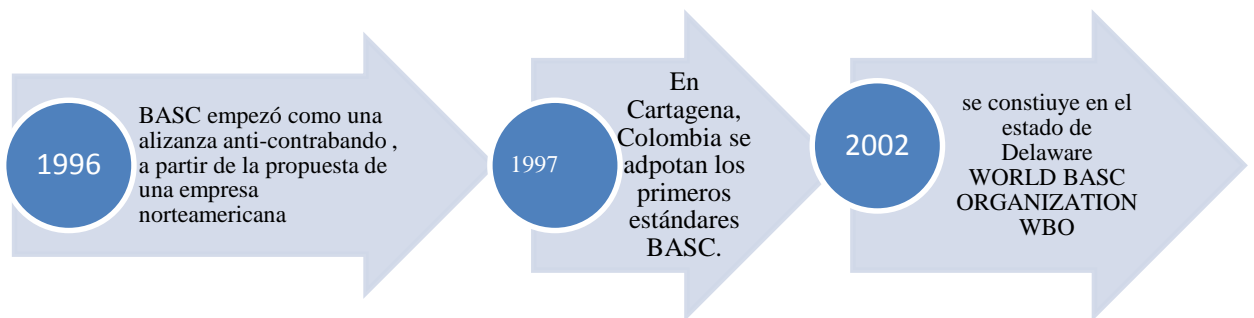 1996
BASC empezó como una
alizanza anti-contrabando ,
a partir de la propuesta de
una empresa
norteamericana
1997
En
Cartagena,
Colombia se
adpotan los
primeros
estándares
BASC.
2002
se constiuye en el
estado de
Delaware
WORLD BASC
ORGANIZATION
WBO